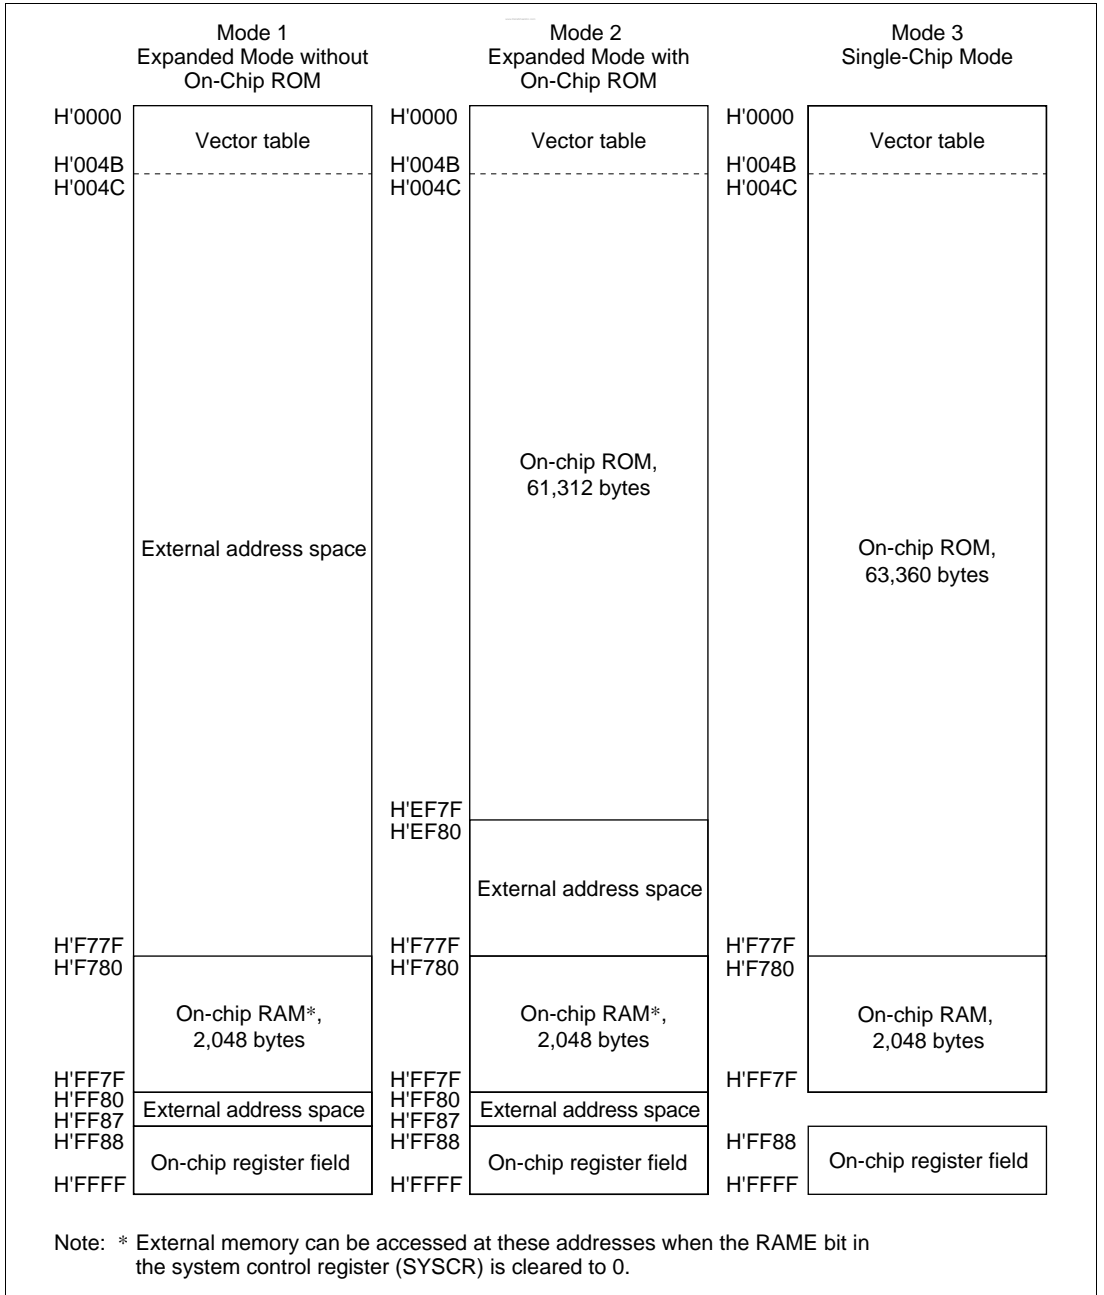 Mode 1
Expanded Mode without
On-Chip ROM
H'0000
Vector table
H'004B
H'004C
External address space
H'F77F
H'F780
On-chip RAM*,
2,048 bytes
H'FF7F
H'FF80
External address space
H'FF87
H'FF88
On-chip register field
H'FFFF
Mode 2
Expanded Mode with
On-Chip ROM
H'0000
Vector table
H'004B
H'004C
On-chip ROM,
61,312 bytes
H'EF7F
H'EF80
External address space
H'F77F
H'F780
On-chip RAM*,
2,048 bytes
H'FF7F
H'FF80
External address space
H'FF87
H'FF88
On-chip register field
H'FFFF
Mode 3
Single-Chip Mode
H'0000
Vector table
H'004B
H'004C
On-chip ROM,
63,360 bytes
H'F77F
H'F780
On-chip RAM,
2,048 bytes
H'FF7F
H'FF88
On-chip register field
H'FFFF
Note: * External memory can be accessed at these addresses when the RAME bit in
the system control register (SYSCR) is cleared to 0.